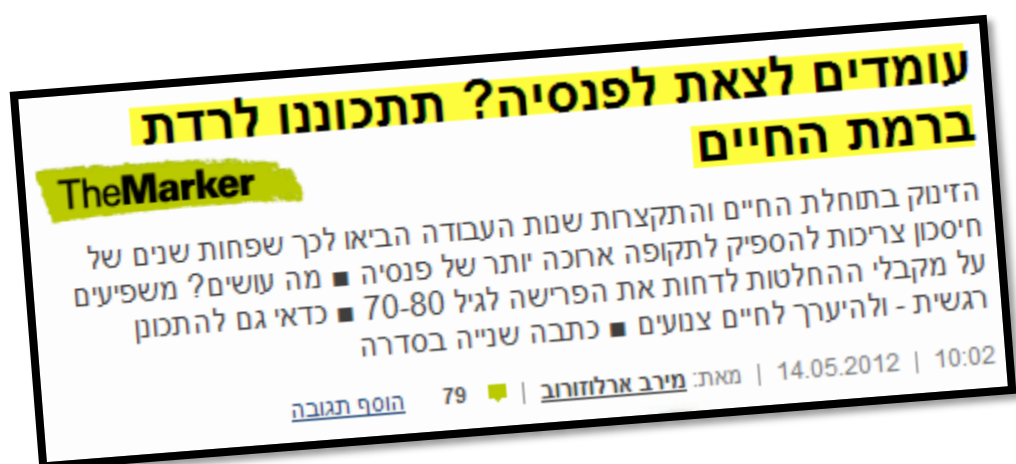 עומדים לצאת לפנסיה? תתכוננו לרדת
ברמת החיים
TheMarker
הזינוק בתוחלת החיים והתקצרות שנות העבודה הביאו לכך שפחות שנים של
חיסכון צריכות להספיק לתקופה ארוכה יותר של פנסיה ■ מה עושים? משפיעים
על מקבלי ההחלטות לדחות את הפרישה לגיל 70-80 ■ כדאי גם להתכונן
רגשית - ולהיערך לחיים צנועים ■ כתבה שנייה בסדרה
10:02 | 14.05.2012 | מאת: מירב ארלוזורוב | 79 הוסף תגובה